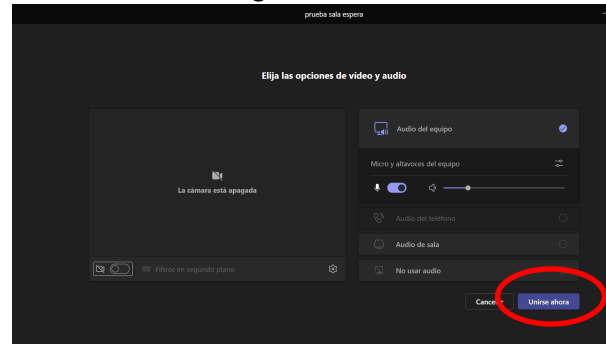 prueba sala espera
Elija las opciones de vídeo y audio
Audio del equipo
Micro y altavoces del equipo
La cámara está apagada
Audio del teléfono
Audio de sala
Filtros en segundo plano
No usar audio
Cancelar
Unirse ahora